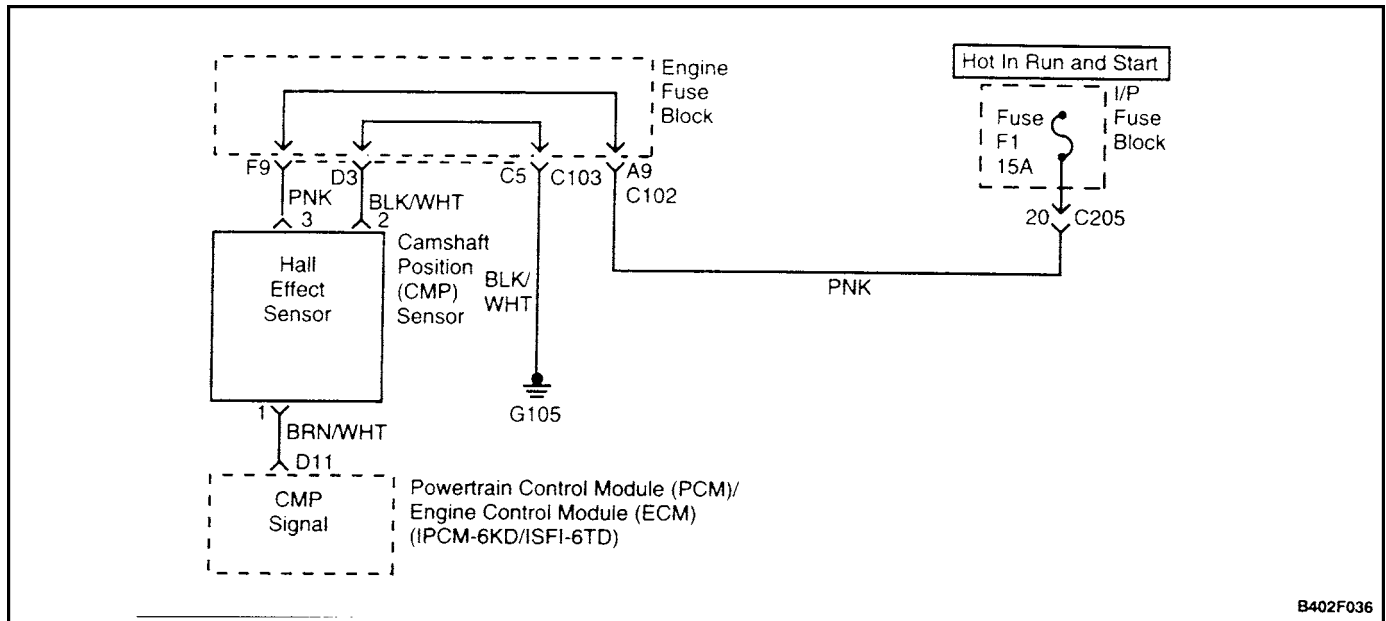 Hot In Run and Start
Engine
Fuse
Block
I/P
Fuse
Block
Fuse
F1
15A
F9
D3
C5
C103
A9
C102
20
C205
PNK
BLK/WHT
3
2
Camshaft
Position
(CMP)
Sensor
Hall
Effect
Sensor
BLK/
WHT
PNK
G105
1
BRN/WHT
D11
CMP
Signal
Powertrain Control Module (PCM)/
Engine Control Module (ECM)
(IPCM-6KD/ISFI-6TD)
B402F036